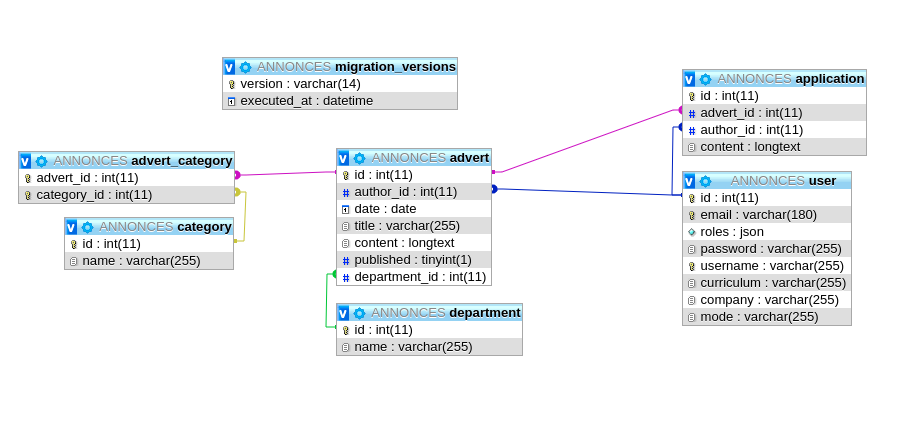 ANNONCES migration_versions
version : varchar(14)
executed_at : datetime
ANNONCES advert_category
advert_id : int(11)
category_id : int(11)
ANNONCES category
id : int(11)
name : varchar(255)
ANNONCES advert
id : int(11)
author_id : int(11)
date : date
title : varchar(255)
content : longtext
published : tinyint(1)
department_id : int(11)
ANNONCES department
id : int(11)
name : varchar(255)
ANNONCES application
id : int(11)
advert_id : int(11)
author_id : int(11)
content : longtext
ANNONCES user
id : int(11)
email : varchar(180)
roles : json
password : varchar(255)
username : varchar(255)
curriculum : varchar(255)
company : varchar(255)
mode : varchar(255)